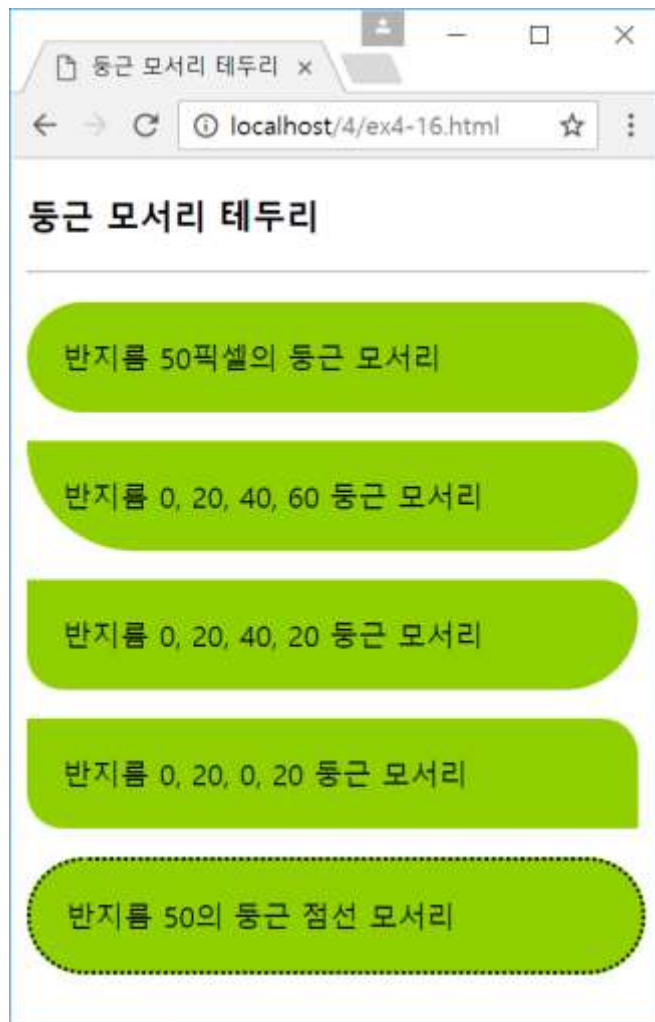 둥근 모서리 테두리
localhost/4/ex4-16.html
둥근 모서리 테두리
반지름 50픽셀의 둥근 모서리
반지름 0, 20, 40, 60 둥근 모서리
반지름 0, 20, 40, 20 둥근 모서리
반지름 0, 20, 0, 20 둥근 모서리
반지름 50의 둥근 점선 모서리